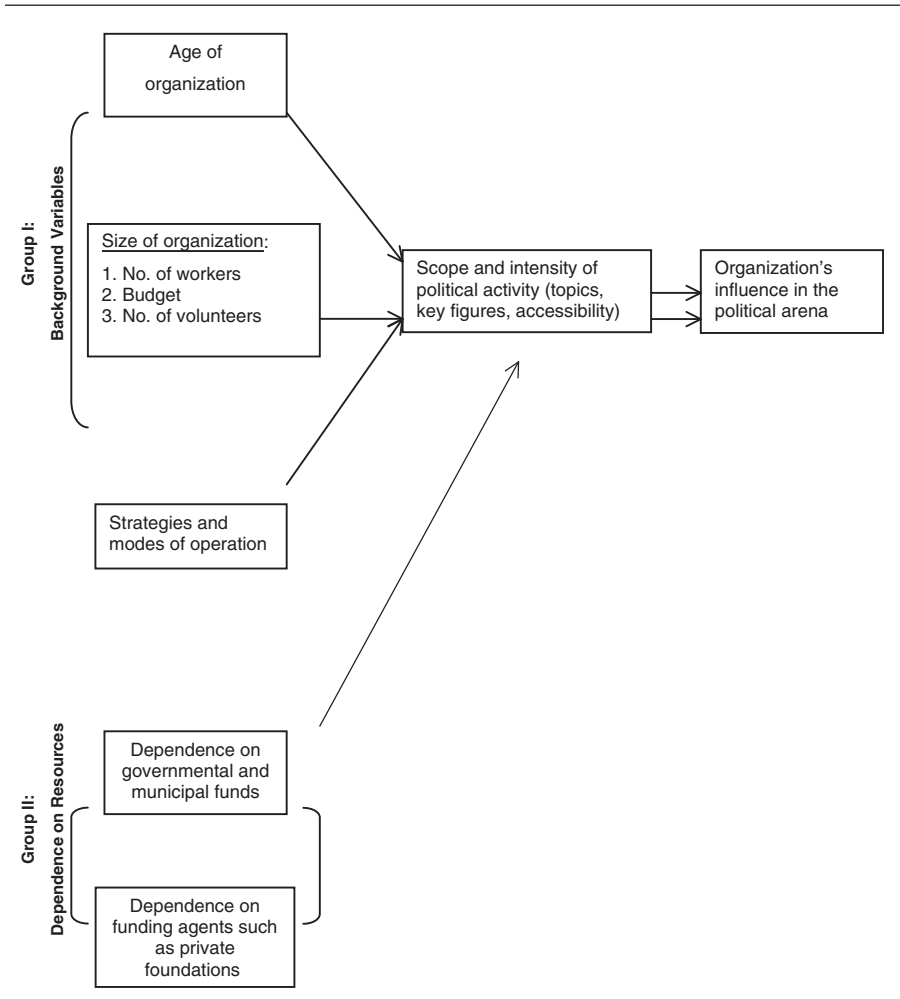 Age of
organization
Group I:
Background Variables
Size of organization:
1. No. of workers
2. Budget
3. No. of volunteers
Scope and intensity of
political activity (topics,
key figures, accessibility)
Organization's
influence in the
political arena
Strategies and
modes of operation
Group II:
Dependence on Resources
Dependence on
governmental and
municipal funds
Dependence on
funding agents such
as private
foundations